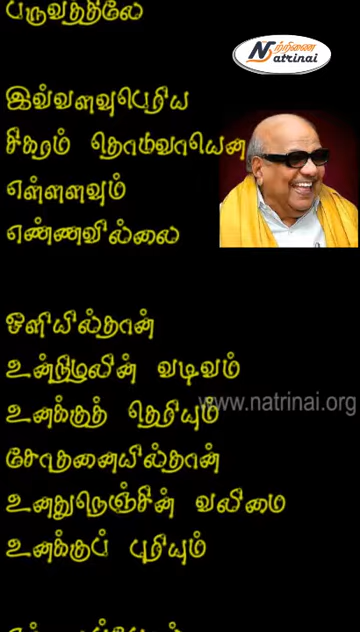 பருவத்திலே
நற்றிணை
Natrinai
இவ்வளவுபெரிய
சிகரம் தொடீவாயென
எள்ளளவும்
எண்ணவில்லை
ஒளியில்தான்
உன்நிழலின் வடிவம்
உனக்குத் தெரியும்
www.natrinai.org
சோதனையில்தான்
உனதுநெஞ்சின் வலிமை
உனக்குப் புரியும்